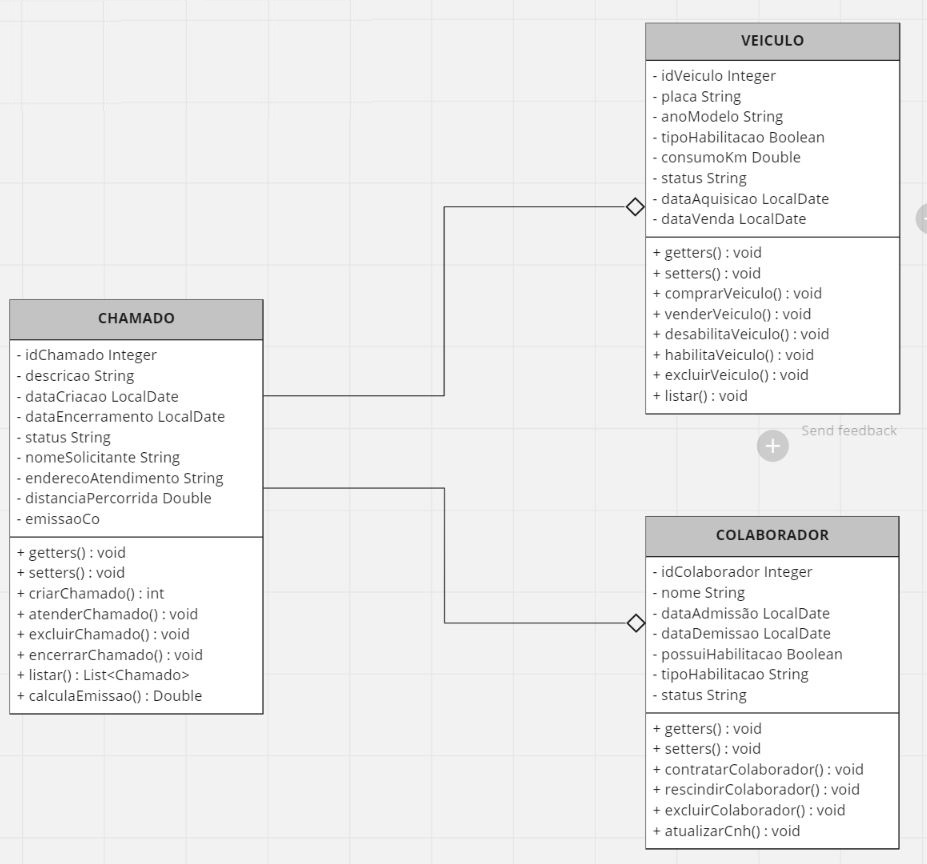 VEICULO
- idVeiculo Integer
- placa String
- anoModelo String
- tipoHabilitacao Boolean
- consumoKm Double
- status String
- dataAquisicao LocalDate
- dataVenda LocalDate
+ getters() : void
+ setters() : void
+ comprarVeiculo() : void
+ venderVeiculo() : void
+ desabilitaVeiculo() : void
+ habilitaVeiculo() : void
+ excluirVeiculo() : void
+ listar() : void
Send feedback
CHAMADO
- idChamado Integer
- descricao String
- dataCriacao LocalDate
- dataEncerramento LocalDate
- status String
- nomeSolicitante String
- enderecoAtendimento String
- distanciaPercorrida Double
- emissaoCo
+ getters() : void
+ setters() : void
+ criarChamado() : int
+ atenderChamado() : void
+ excluirChamado() : void
+ encerrarChamado() : void
+ listar() : List<Chamado>
+ calculaEmissao() : Double
COLABORADOR
- idColaborador Integer
- nome String
- dataAdmissão LocalDate
- dataDemissao LocalDate
- possuiHabilitacao Boolean
- tipoHabilitacao String
- status String
+ getters() : void
+ setters() : void
+ contratarColaborador() : void
+ rescindirColaborador() : void
+ excluirColaborador() : void
+ atualizarCnh() : void